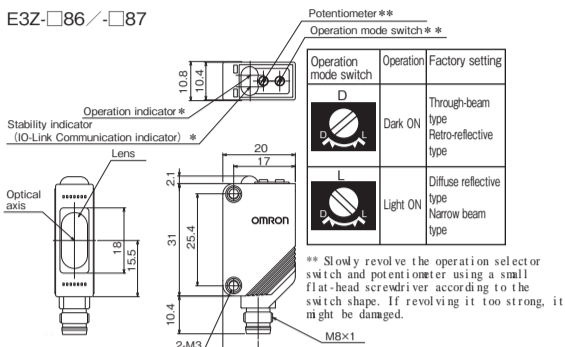 E3Z-□86／-□87
Potentiometer**
Operation mode switch**
10.8
10.4
Operation indicator *
Stability indicator
(IO-Link Communication indicator) *
Lens
Optical
axis
18
15.5
20
17
2.1
31
25.4
10.4
OMRON
2-M3
M8×1
Operation
mode switch
Operation
Factory setting
D
D L
Dark ON
Through-beam
type
Retro-reflective
type
L
D L
Light ON
Diffuse reflective
type
Narrow beam
type
** Slowly revolve the operation selector
switch and potentiometer using a small
flat-head screwdriver according to the
switch shape. If revolving it too strong, it
might be damaged.